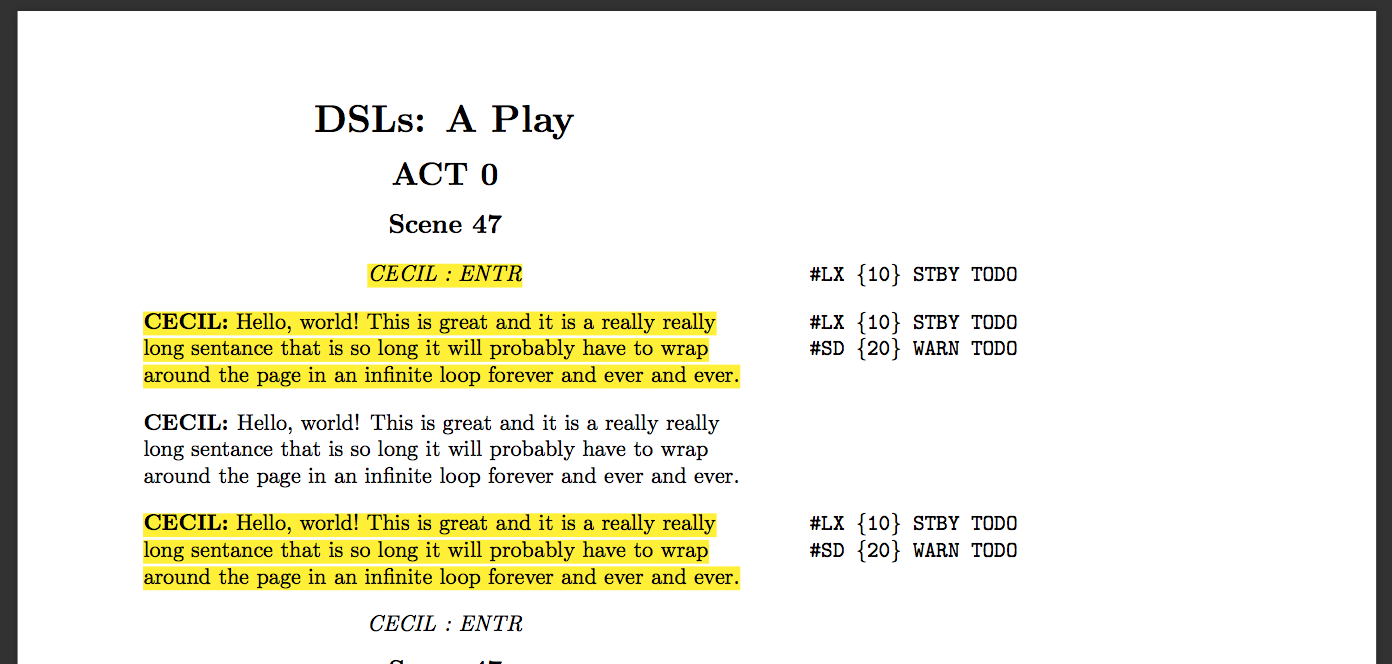 DSLs: A Play
ACT 0
Scene 47
CECIL : ENTR #LX {10} STBY TODO
CECIL: Hello, world! This is great and it is a really really #LX {10} STBY TODO
long sentance that is so long it will probably have to wrap #SD {20} WARN TODO
around the page in an infinite loop forever and ever and ever.
CECIL: Hello, world! This is great and it is a really really
long sentance that is so long it will probably have to wrap
around the page in an infinite loop forever and ever and ever.
CECIL: Hello, world! This is great and it is a really really #LX {10} STBY TODO
long sentance that is so long it will probably have to wrap #SD {20} WARN TODO
around the page in an infinite loop forever and ever and ever.
CECIL : ENTR